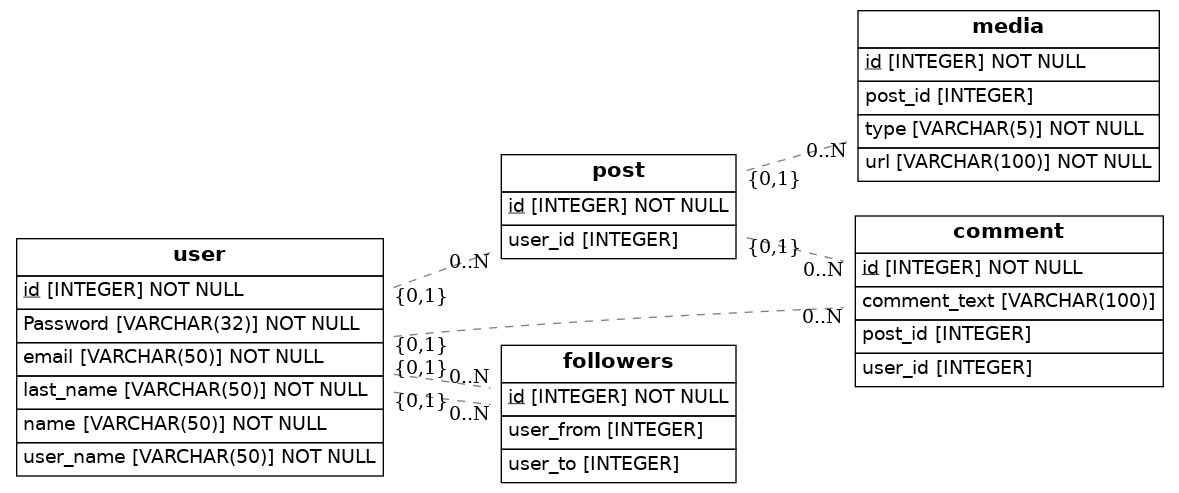 media
id [INTEGER] NOT NULL
post_id [INTEGER]
type [VARCHAR(5)] NOT NULL
url [VARCHAR(100)] NOT NULL
0..N
{0,1}
post
id [INTEGER] NOT NULL
user_id [INTEGER]
{0,1}
0..N
comment
id [INTEGER] NOT NULL
comment_text [VARCHAR(100)]
post_id [INTEGER]
user_id [INTEGER]
0..N
{0,1}
user
id [INTEGER] NOT NULL
Password [VARCHAR(32)] NOT NULL
email [VARCHAR(50)] NOT NULL
last_name [VARCHAR(50)] NOT NULL
name [VARCHAR(50)] NOT NULL
user_name [VARCHAR(50)] NOT NULL
0..N
{0,1}
{0,1}
0..N
{0,1}
0..N
followers
id [INTEGER] NOT NULL
user_from [INTEGER]
user_to [INTEGER]